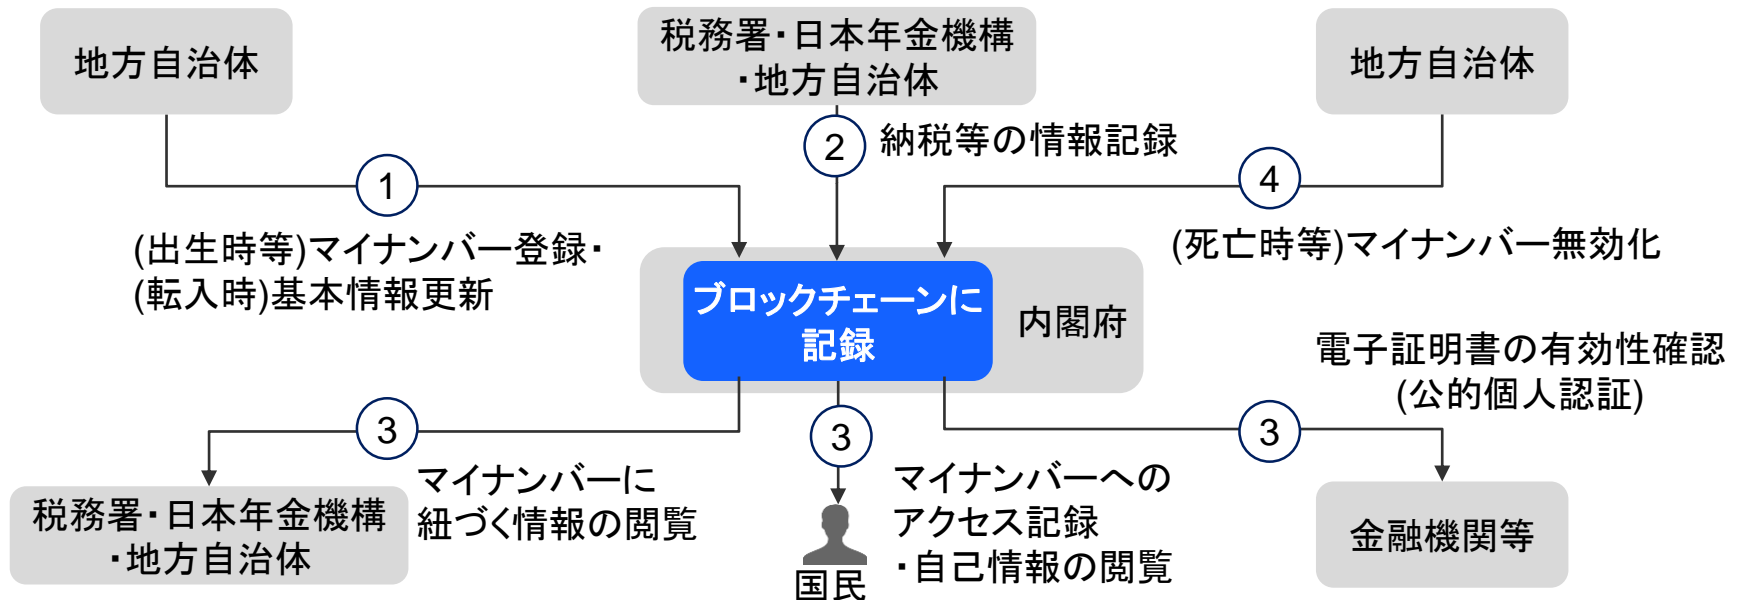 地方自治体
税務署・日本年金機構
・地方自治体
地方自治体
1
2
納税等の情報記録
4
(出生時等)マイナンバー登録・
(転入時)基本情報更新
(死亡時等)マイナンバー無効化
ブロックチェーンに
記録
内閣府
電子証明書の有効性確認
(公的個人認証)
3
3
3
マイナンバーに
紐づく情報の閲覧
マイナンバーへの
アクセス記録
・自己情報の閲覧
税務署・日本年金機構
・地方自治体
国民
金融機関等